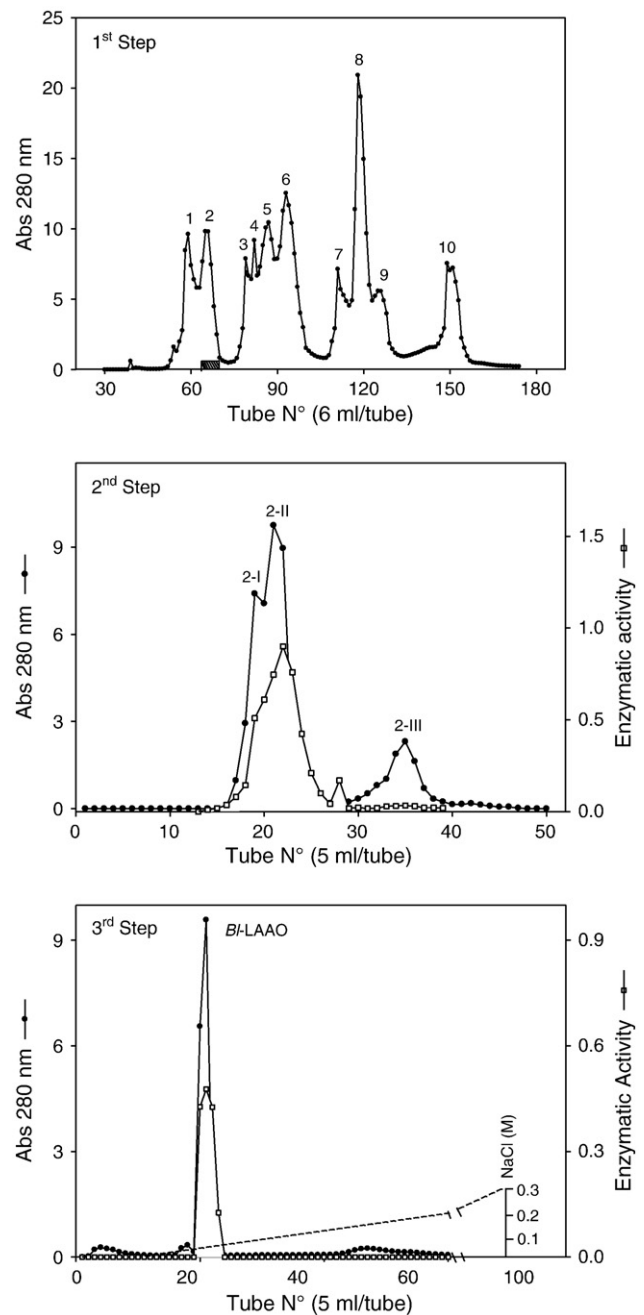 1st Step
Abs 280 nm
25
20
15
10
5
0
1
2
3
4
5
6
7
8
9
10
30 60 90 120 150 180
Tube N° (6 ml/tube)
2nd Step
Abs 280 nm
9
6
3
0
2-I
2-II
2-III
Enzymatic activity
1.5
1.0
0.5
0.0
0 10 20 30 40 50
Tube N° (5 ml/tube)
3rd Step
Bl-LAAO
Abs 280 nm
9
6
3
0
Enzymatic Activity
0.9
0.6
0.3
0.0
NaCl (M)
0.3
0.2
0.1
0 20 40 60 100
Tube N° (5 ml/tube)